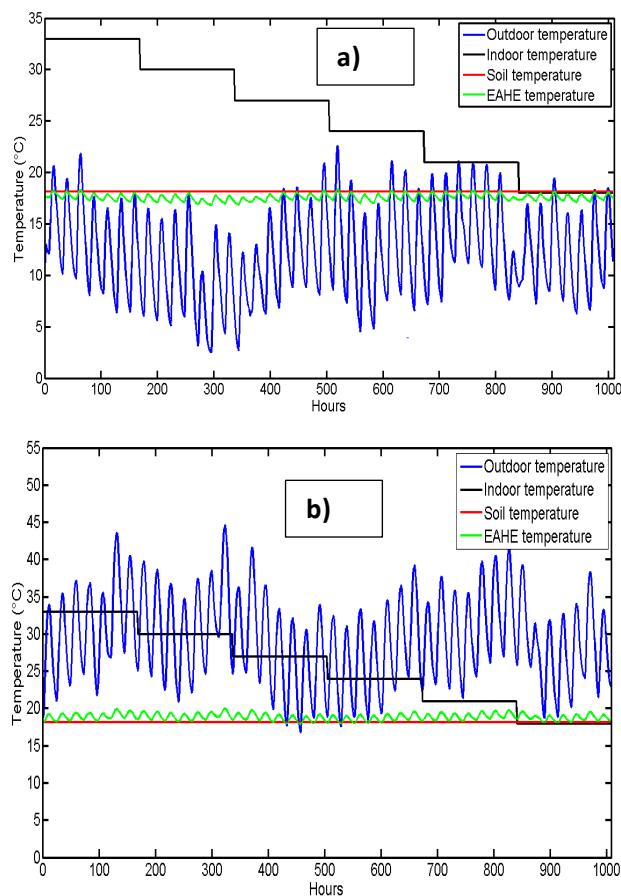 a)
Outdoor temperature
Indoor temperature
Soil temperature
EAHE temperature
35
30
25
20
15
10
5
0
Temperature (°C)
0 100 200 300 400 500 600 700 800 900 1000
Hours
b)
Outdoor temperature
Indoor temperature
Soil temperature
EAHE temperature
55
50
45
40
35
30
25
20
15
10
5
0
Temperature (°C)
0 100 200 300 400 500 600 700 800 900 1000
Hours